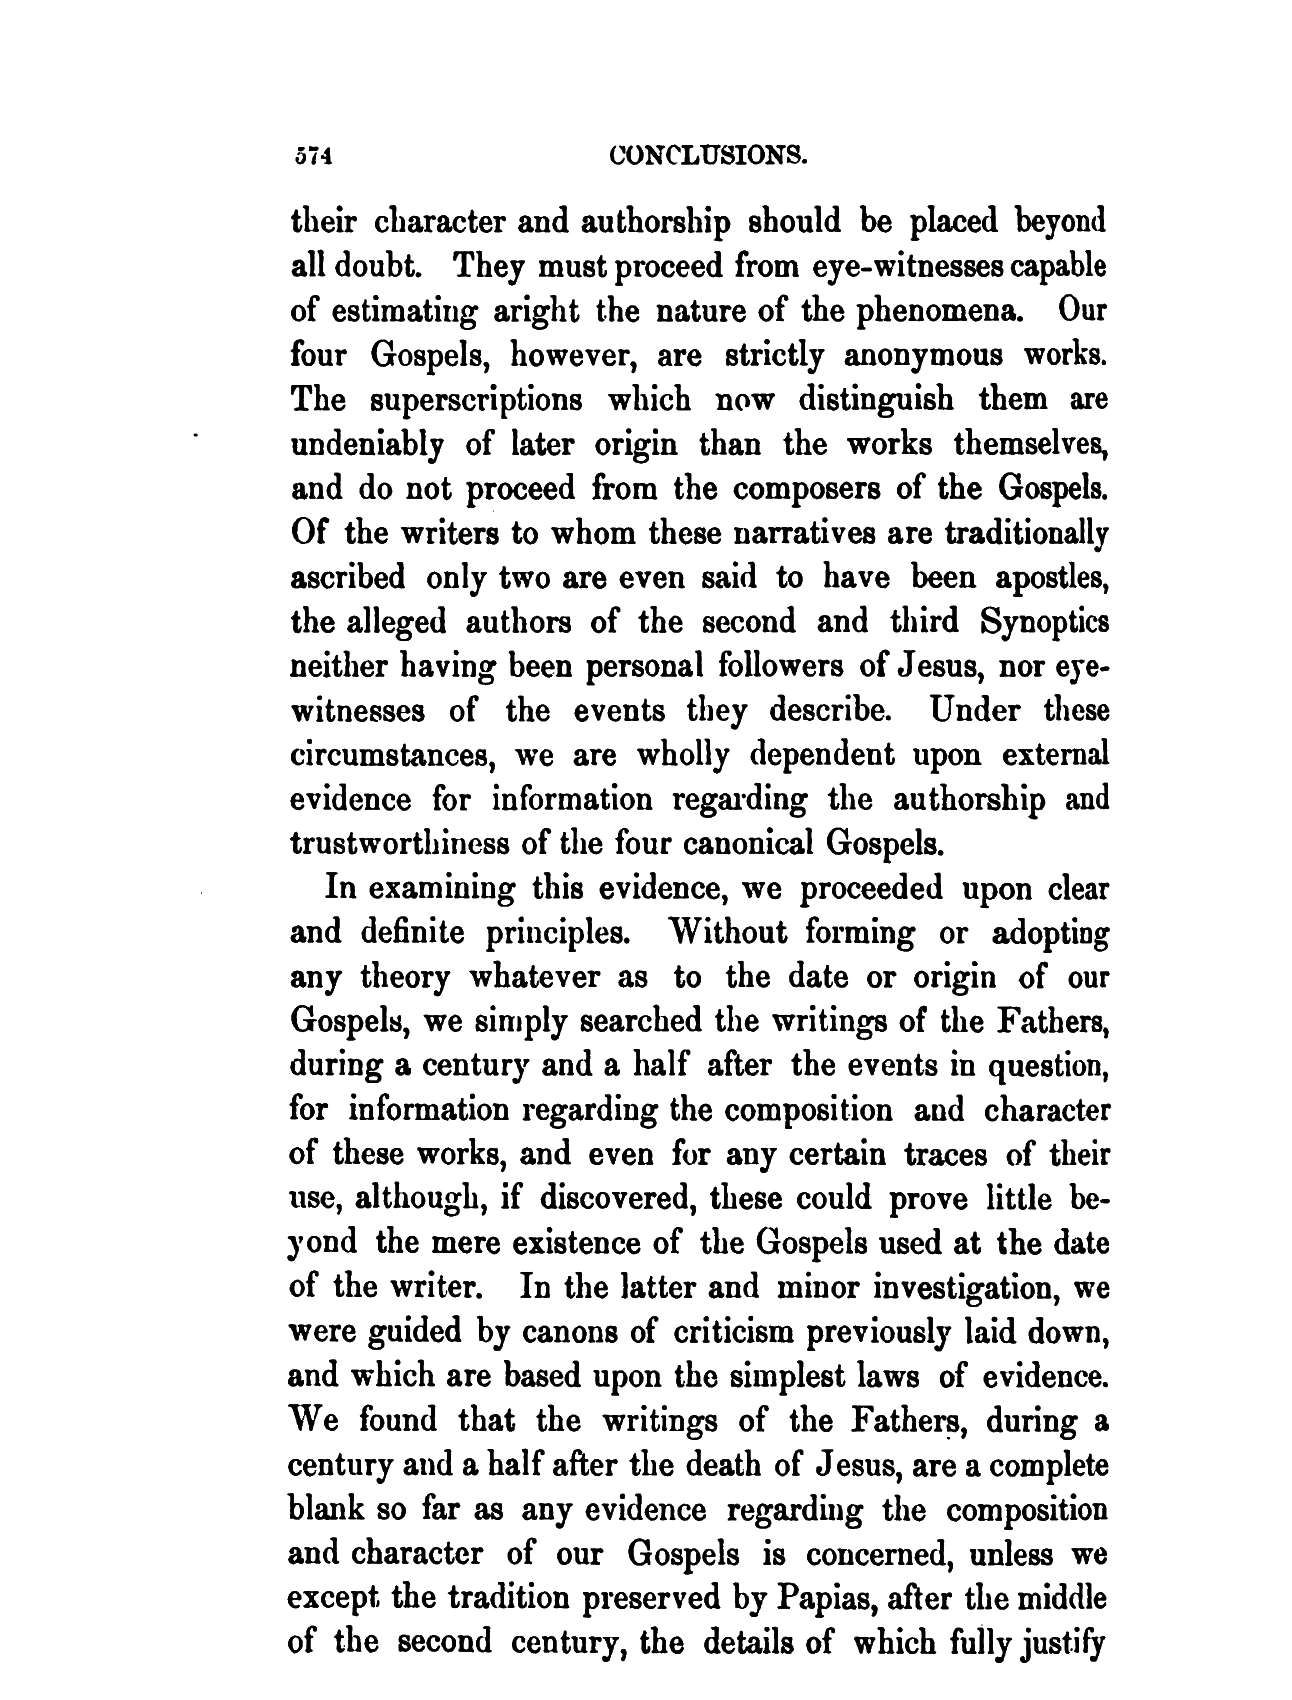 574 CONCLUSIONS.
their character and authorship should be placed beyond
all doubt. They must proceed from eye-witnesses capable
of estimating aright the nature of the phenomena. Our
four Gospels, however, are strictly anonymous works.
The superscriptions which now distinguish them are
undeniably of later origin than the works themselves,
and do not proceed from the composers of the Gospels.
Of the writers to whom these narratives are traditionally
ascribed only two are even said to have been apostles,
the alleged authors of the second and third Synoptics
neither having been personal followers of Jesus, nor eye-
witnesses of the events they describe. Under these
circumstances, we are wholly dependent upon external
evidence for information regarding the authorship and
trustworthiness of the four canonical Gospels.
In examining this evidence, we proceeded upon clear
and definite principles. Without forming or adopting
any theory whatever as to the date or origin of our
Gospels, we simply searched the writings of the Fathers,
during a century and a half after the events in question,
for information regarding the composition and character
of these works, and even for any certain traces of their
use, although, if discovered, these could prove little be-
yond the mere existence of the Gospels used at the date
of the writer. In the latter and minor investigation, we
were guided by canons of criticism previously laid down,
and which are based upon the simplest laws of evidence.
We found that the writings of the Fathers, during a
century and a half after the death of Jesus, are a complete
blank so far as any evidence regarding the composition
and character of our Gospels is concerned, unless we
except the tradition preserved by Papias, after the middle
of the second century, the details of which fully justify